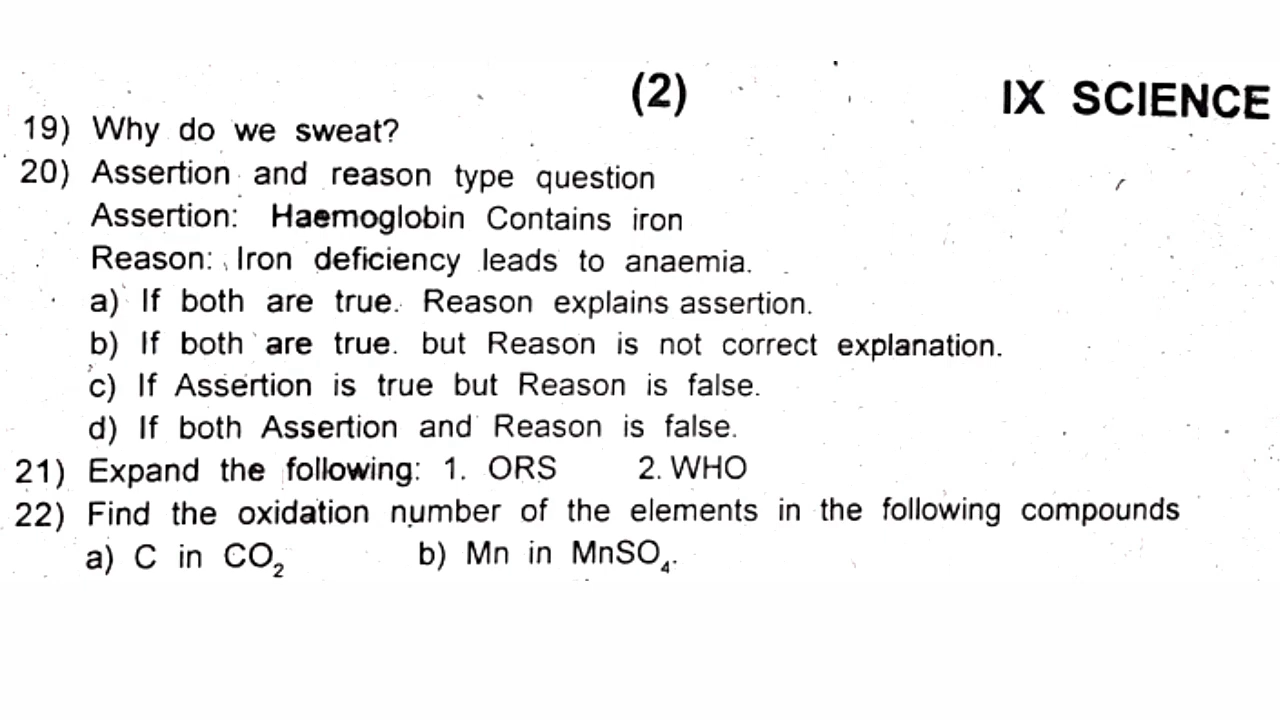 (2)
IX SCIENCE
19) Why do we sweat?
20) Assertion and reason type question
Assertion: Haemoglobin Contains iron
Reason: Iron deficiency leads to anaemia.
a) If both are true. Reason explains assertion.
b) If both are true. but Reason is not correct explanation.
c) If Assertion is true but Reason is false.
d) If both Assertion and Reason is false.
21) Expand the following: 1. ORS 2. WHO
22) Find the oxidation number of the elements in the following compounds
a) C in CO₂ b) Mn in MnSO₄.